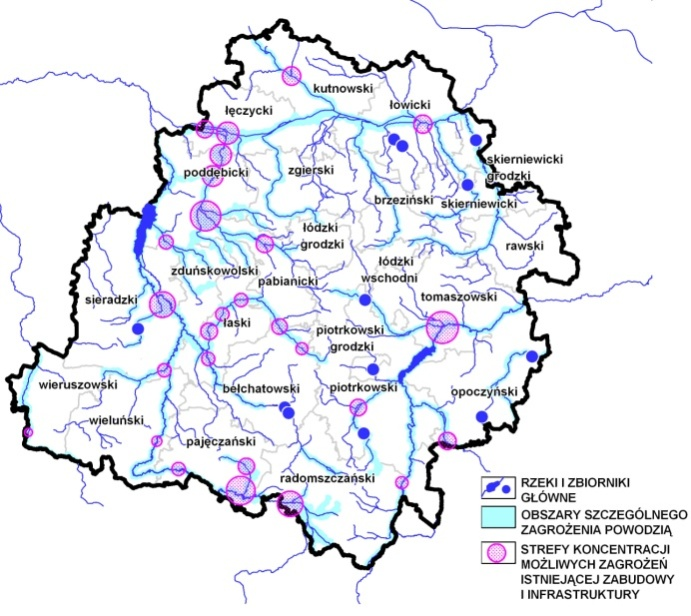 kutnowski
łęczycki
łowicki
skierniewicki
grodzki
poddębicki
zgierski
brzeziński
skierniewicki
łódzki
grodzki
rawski
łódżki
wschodni
zduńskowolski
pabianicki
tomaszowski
sieradzki
łaski
piotrkowski
grodzki
wieruszowski
bełchatowski
piotrkowski
opoczyński
wieluński
pajęczański
radomszczański
RZEKI I ZBIORNIKI
GŁÓWNE
OBSZARY SZCZEGÓLNEGO
ZAGROŻENIA POWODZIĄ
STREFY KONCENTRACJI
MOŻLIWYCH ZAGROŻEŃ
ISTNIEJĄCEJ ZABUDOWY
I INFRASTRUKTURY